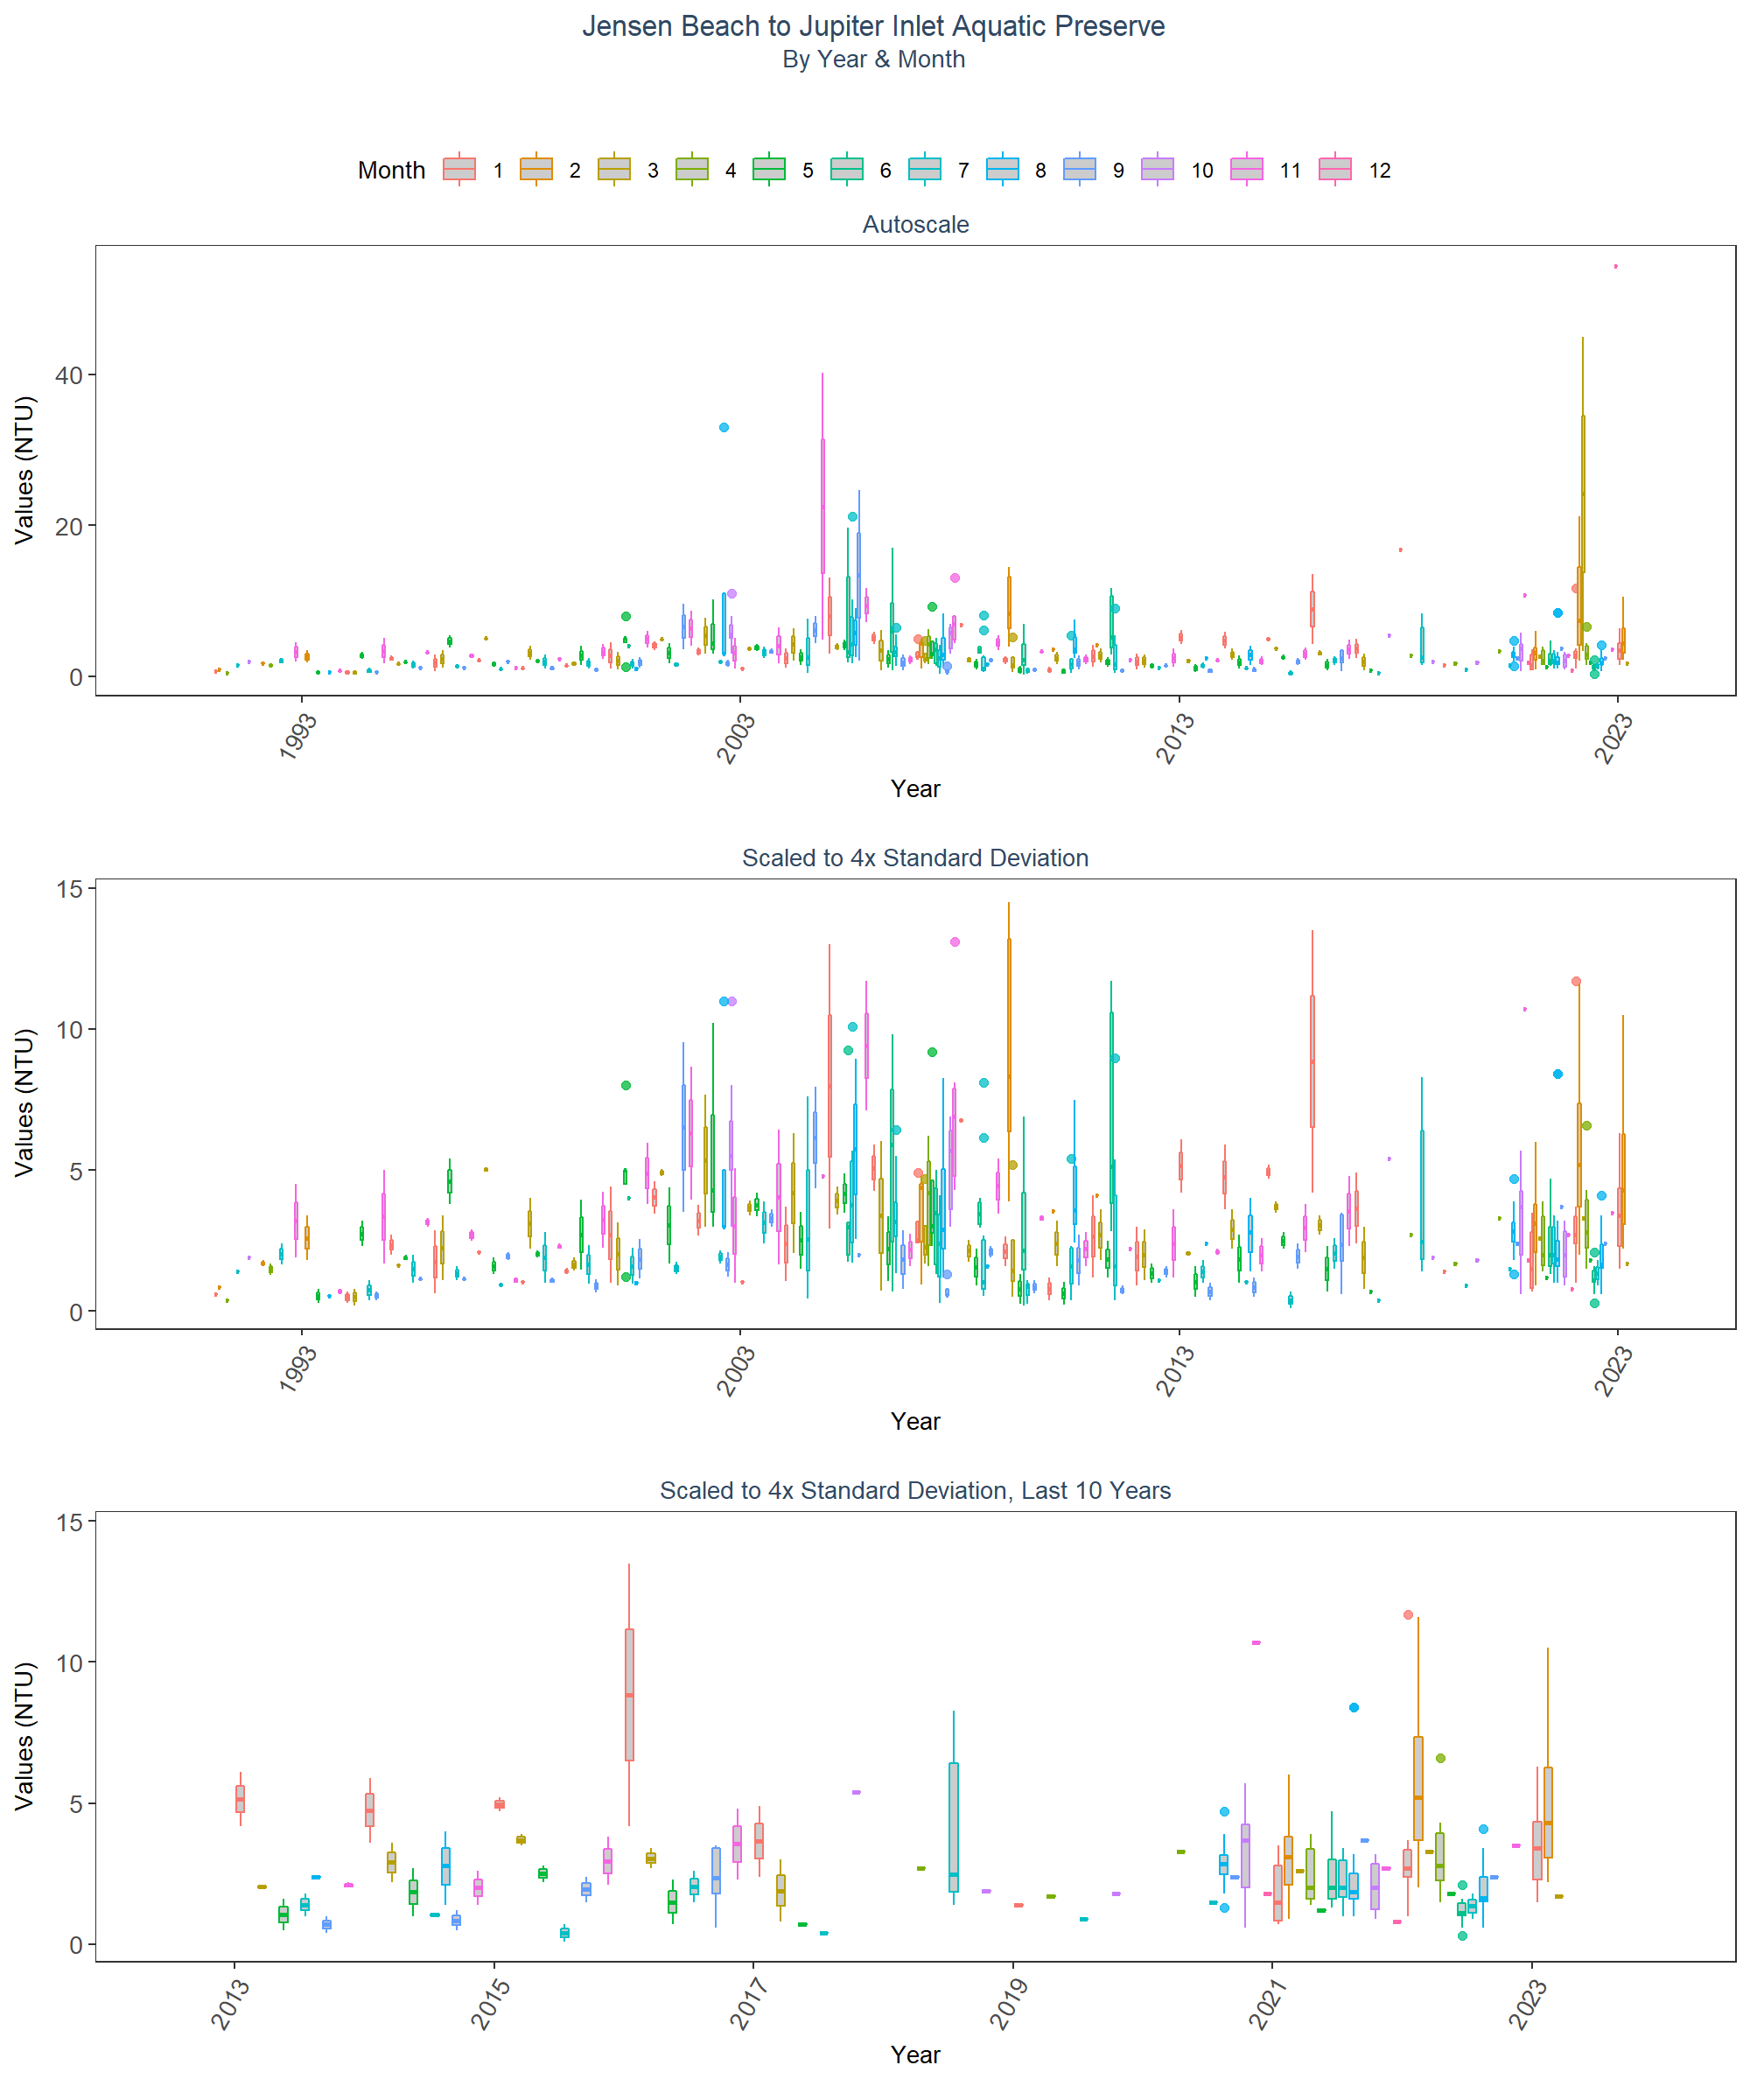 Jensen Beach to Jupiter Inlet Aquatic Preserve
By Year & Month
Month 1 2 3 4 5 6 7 8 9 10 11 12
Autoscale
Values (NTU)
40
20
0
1993 2003 2013 2023
Year
Scaled to 4x Standard Deviation
Values (NTU)
15
10
5
0
1993 2003 2013 2023
Year
Scaled to 4x Standard Deviation, Last 10 Years
Values (NTU)
15
10
5
0
2013 2015 2017 2019 2021 2023
Year